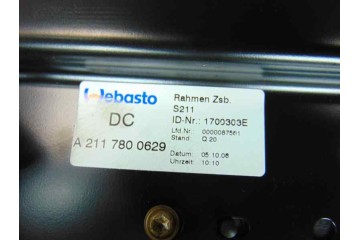 Webasto
DC
A 211 780 0629
Rahmen Zsb.
S211
ID-Nr.: 1700303E
Lfd.Nr.: 0000087561
Stand: Q 20
Datum: 05.10.06
Uhrzeit: 10:10